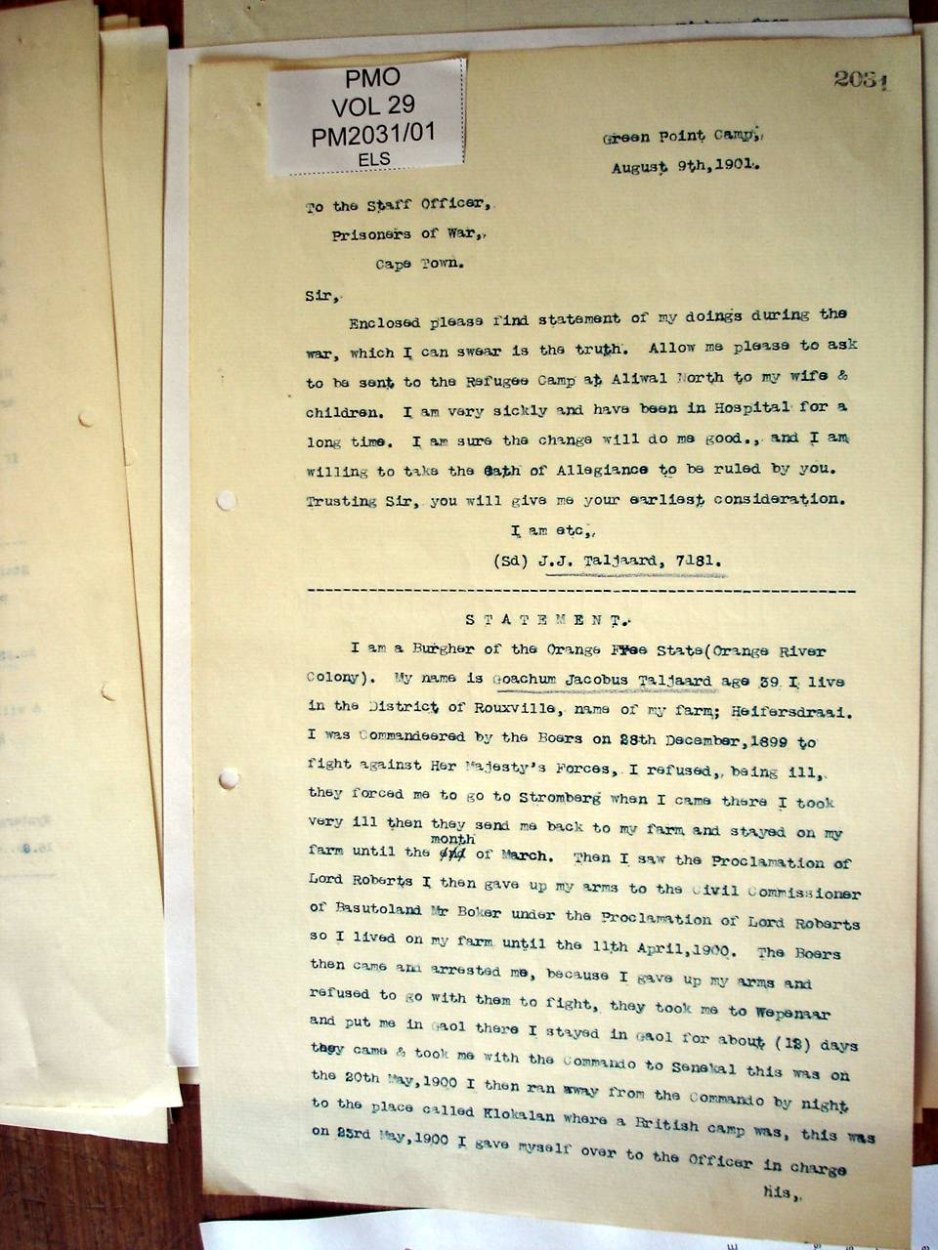 PMO
VOL 29
PM2031/01
ELS
2031
Green Point Camp,
August 9th,1901.
To the Staff Officer,
Prisoners of War,
Cape Town.
Sir,
Enclosed please find statement of my doings during the
war, which I can swear is the truth. Allow me please to ask
to be sent to the Refugee Camp at Aliwal North to my wife &
children. I am very sickly and have been in Hospital for a
long time. I am sure the change will do me good., and I am
willing to take the Oath of Allegiance to be ruled by you.
Trusting Sir, you will give me your earliest consideration.
I am etc,
(Sd) J.J. Taljaard, 7181.
STATEMENT.
I am a Burgher of the Orange Free State(Orange River
Colony). My name is Goachum Jacobus Taljaard age 39 I live
in the District of Rouxville, name of my farm; Heifersdraai.
I was Commandeered by the Boers on 28th December,1899 to
fight against Her Majesty's Forces, I refused, being ill,
they forced me to go to Stromberg when I came there I took
very ill then they send me back to my farm and stayed on my
month
farm until the of March. Then I saw the Proclamation of
Lord Roberts I then gave up my arms to the Civil Commissioner
of Basutoland Mr Boker under the Proclamation of Lord Roberts
so I lived on my farm until the 11th April,1900. The Boers
then came and arrested me, because I gave up my arms and
refused to go with them to fight, they took me to Wepenaar
and put me in Gaol there I stayed in Gaol for about (12) days
they came & took me with the Commando to Senekal this was on
the 20th May,1900 I then ran away from the Commando by night
to the place called Klokalan where a British camp was, this was
on 23rd May,1900 I gave myself over to the Officer in charge
his,